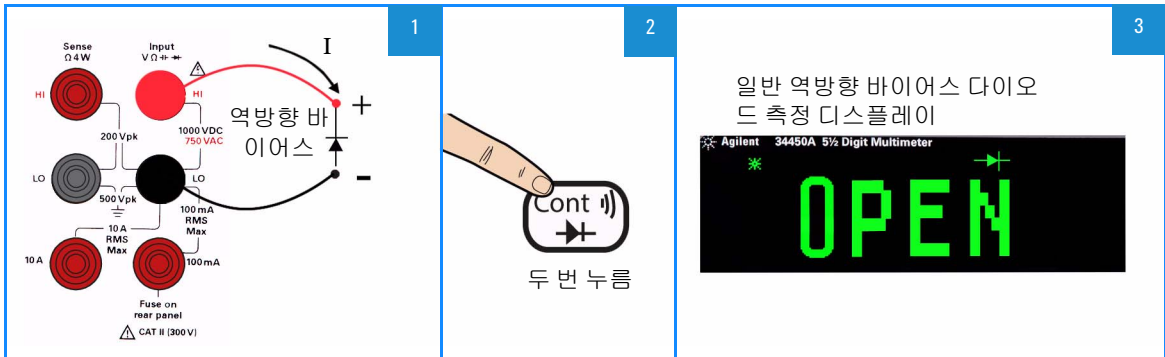 1
Sense
Ω 4 W
Input
V Ω
HI
HI
I
+
200 Vpk
1000 VDC
750 VAC
역방향 바
이어스
LO
LO
500 Vpk
100 mA
RMS
Max
-
10 A
RMS
Max
10 A
100 mA
Fuse on
rear panel
CAT II (300 V)
2
Cont
두 번 누름
3
일반 역방향 바이어스 다이오
드 측정 디스플레이
Agilent 34450A 5½ Digit Multimeter
OPEN